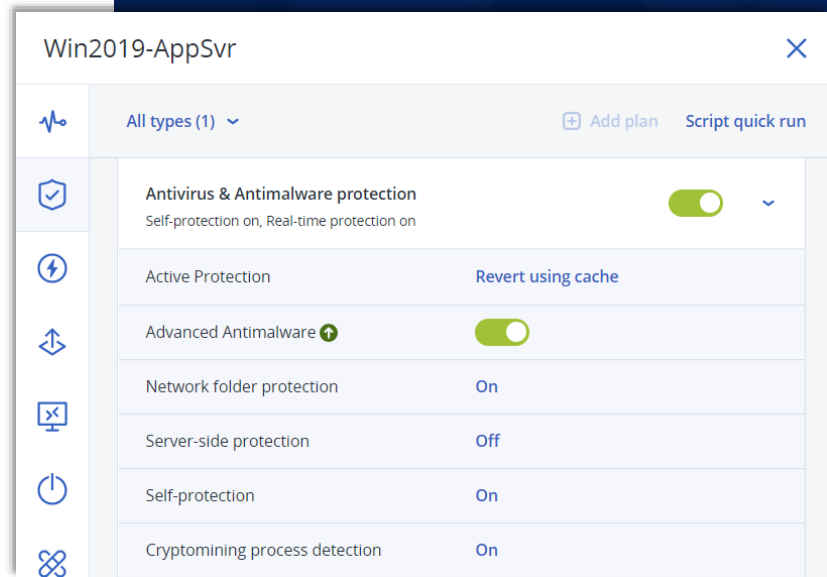 Win2019-AppSvr
All types (1)
Add plan
Script quick run
Antivirus & Antimalware protection
Self-protection on, Real-time protection on
Active Protection
Revert using cache
Advanced Antimalware
Network folder protection
On
Server-side protection
Off
Self-protection
On
Cryptomining process detection
On